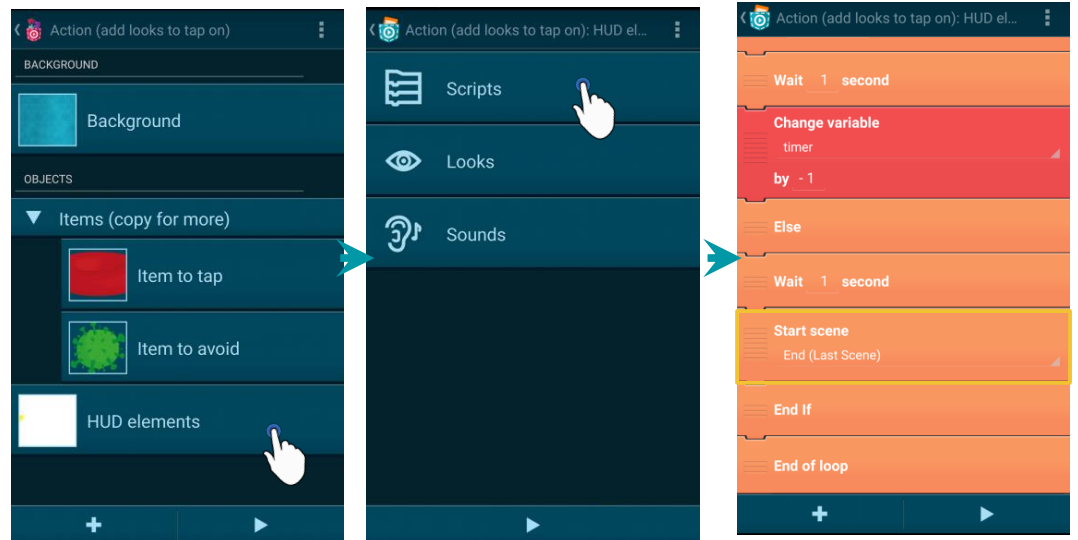 Action (add looks to tap on)
BACKGROUND
Background
OBJECTS
Items (copy for more)
Item to tap
Item to avoid
HUD elements
Action (add looks to tap on): HUD el...
Scripts
Looks
Sounds
Action (add looks to tap on): HUD el...
Wait 1 second
Change variable
timer
by - 1
Else
Wait 1 second
Start scene
End (Last Scene)
End If
End of loop